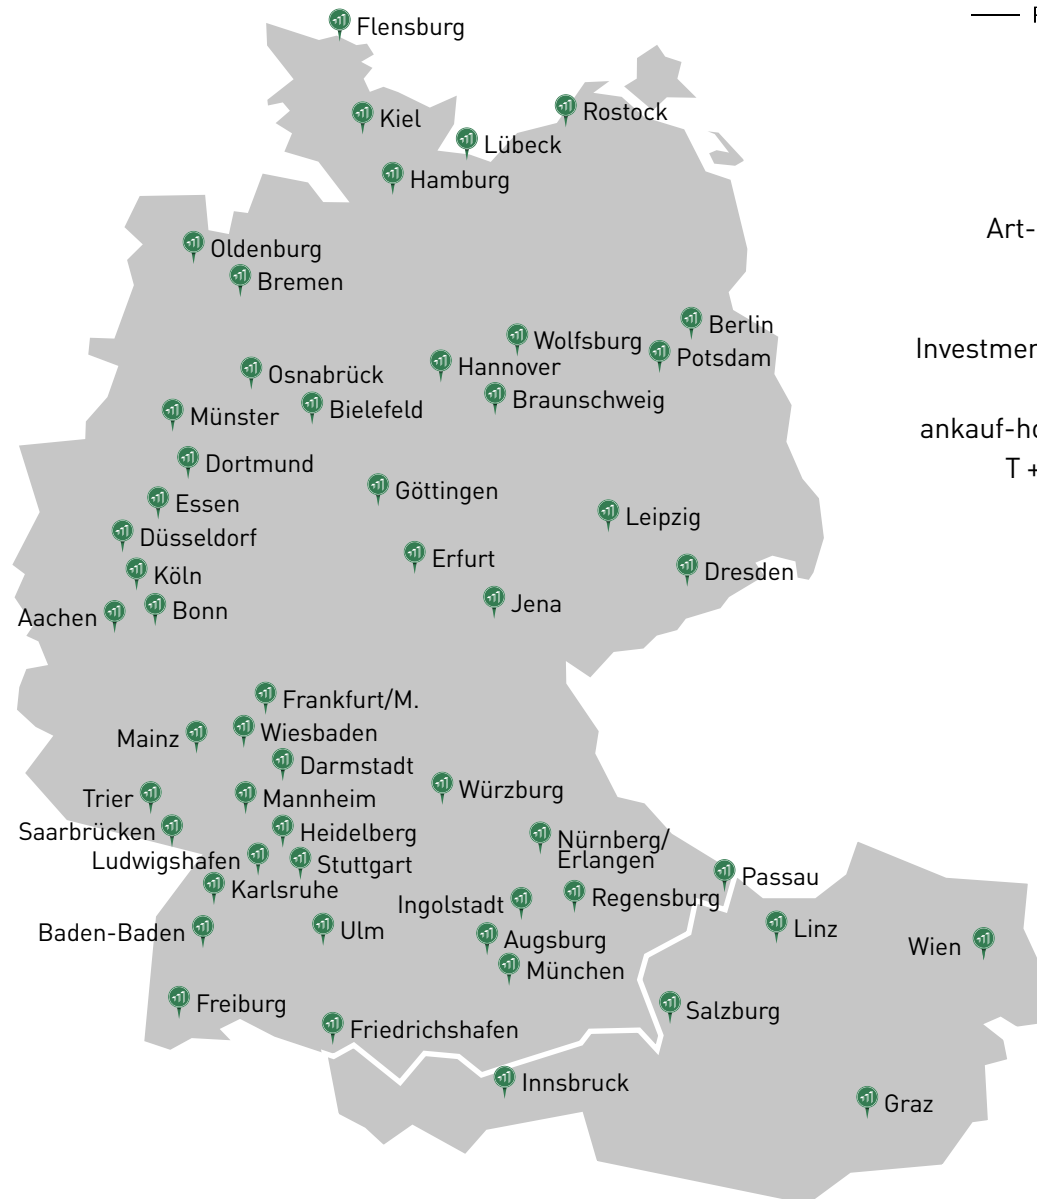 Flensburg
Kiel
Rostock
Lübeck
Hamburg
Art-
Oldenburg
Bremen
Berlin
Wolfsburg
Potsdam
Hannover
Osnabrück
Braunschweig
Bielefeld
Münster
ankauf-ho
Dortmund
T +
Göttingen
Essen
Leipzig
Düsseldorf
Erfurt
Dresden
Köln
Jena
Bonn
Aachen
Frankfurt/M.
Wiesbaden
Mainz
Darmstadt
Würzburg
Trier
Mannheim
Saarbrücken
Heidelberg
Nürnberg/
Erlangen
Ludwigshafen
Stuttgart
Passau
Karlsruhe
Regensburg
Ingolstadt
Linz
Baden-Baden
Ulm
Augsburg
Wien
München
Freiburg
Salzburg
Friedrichshafen
Innsbruck
Graz